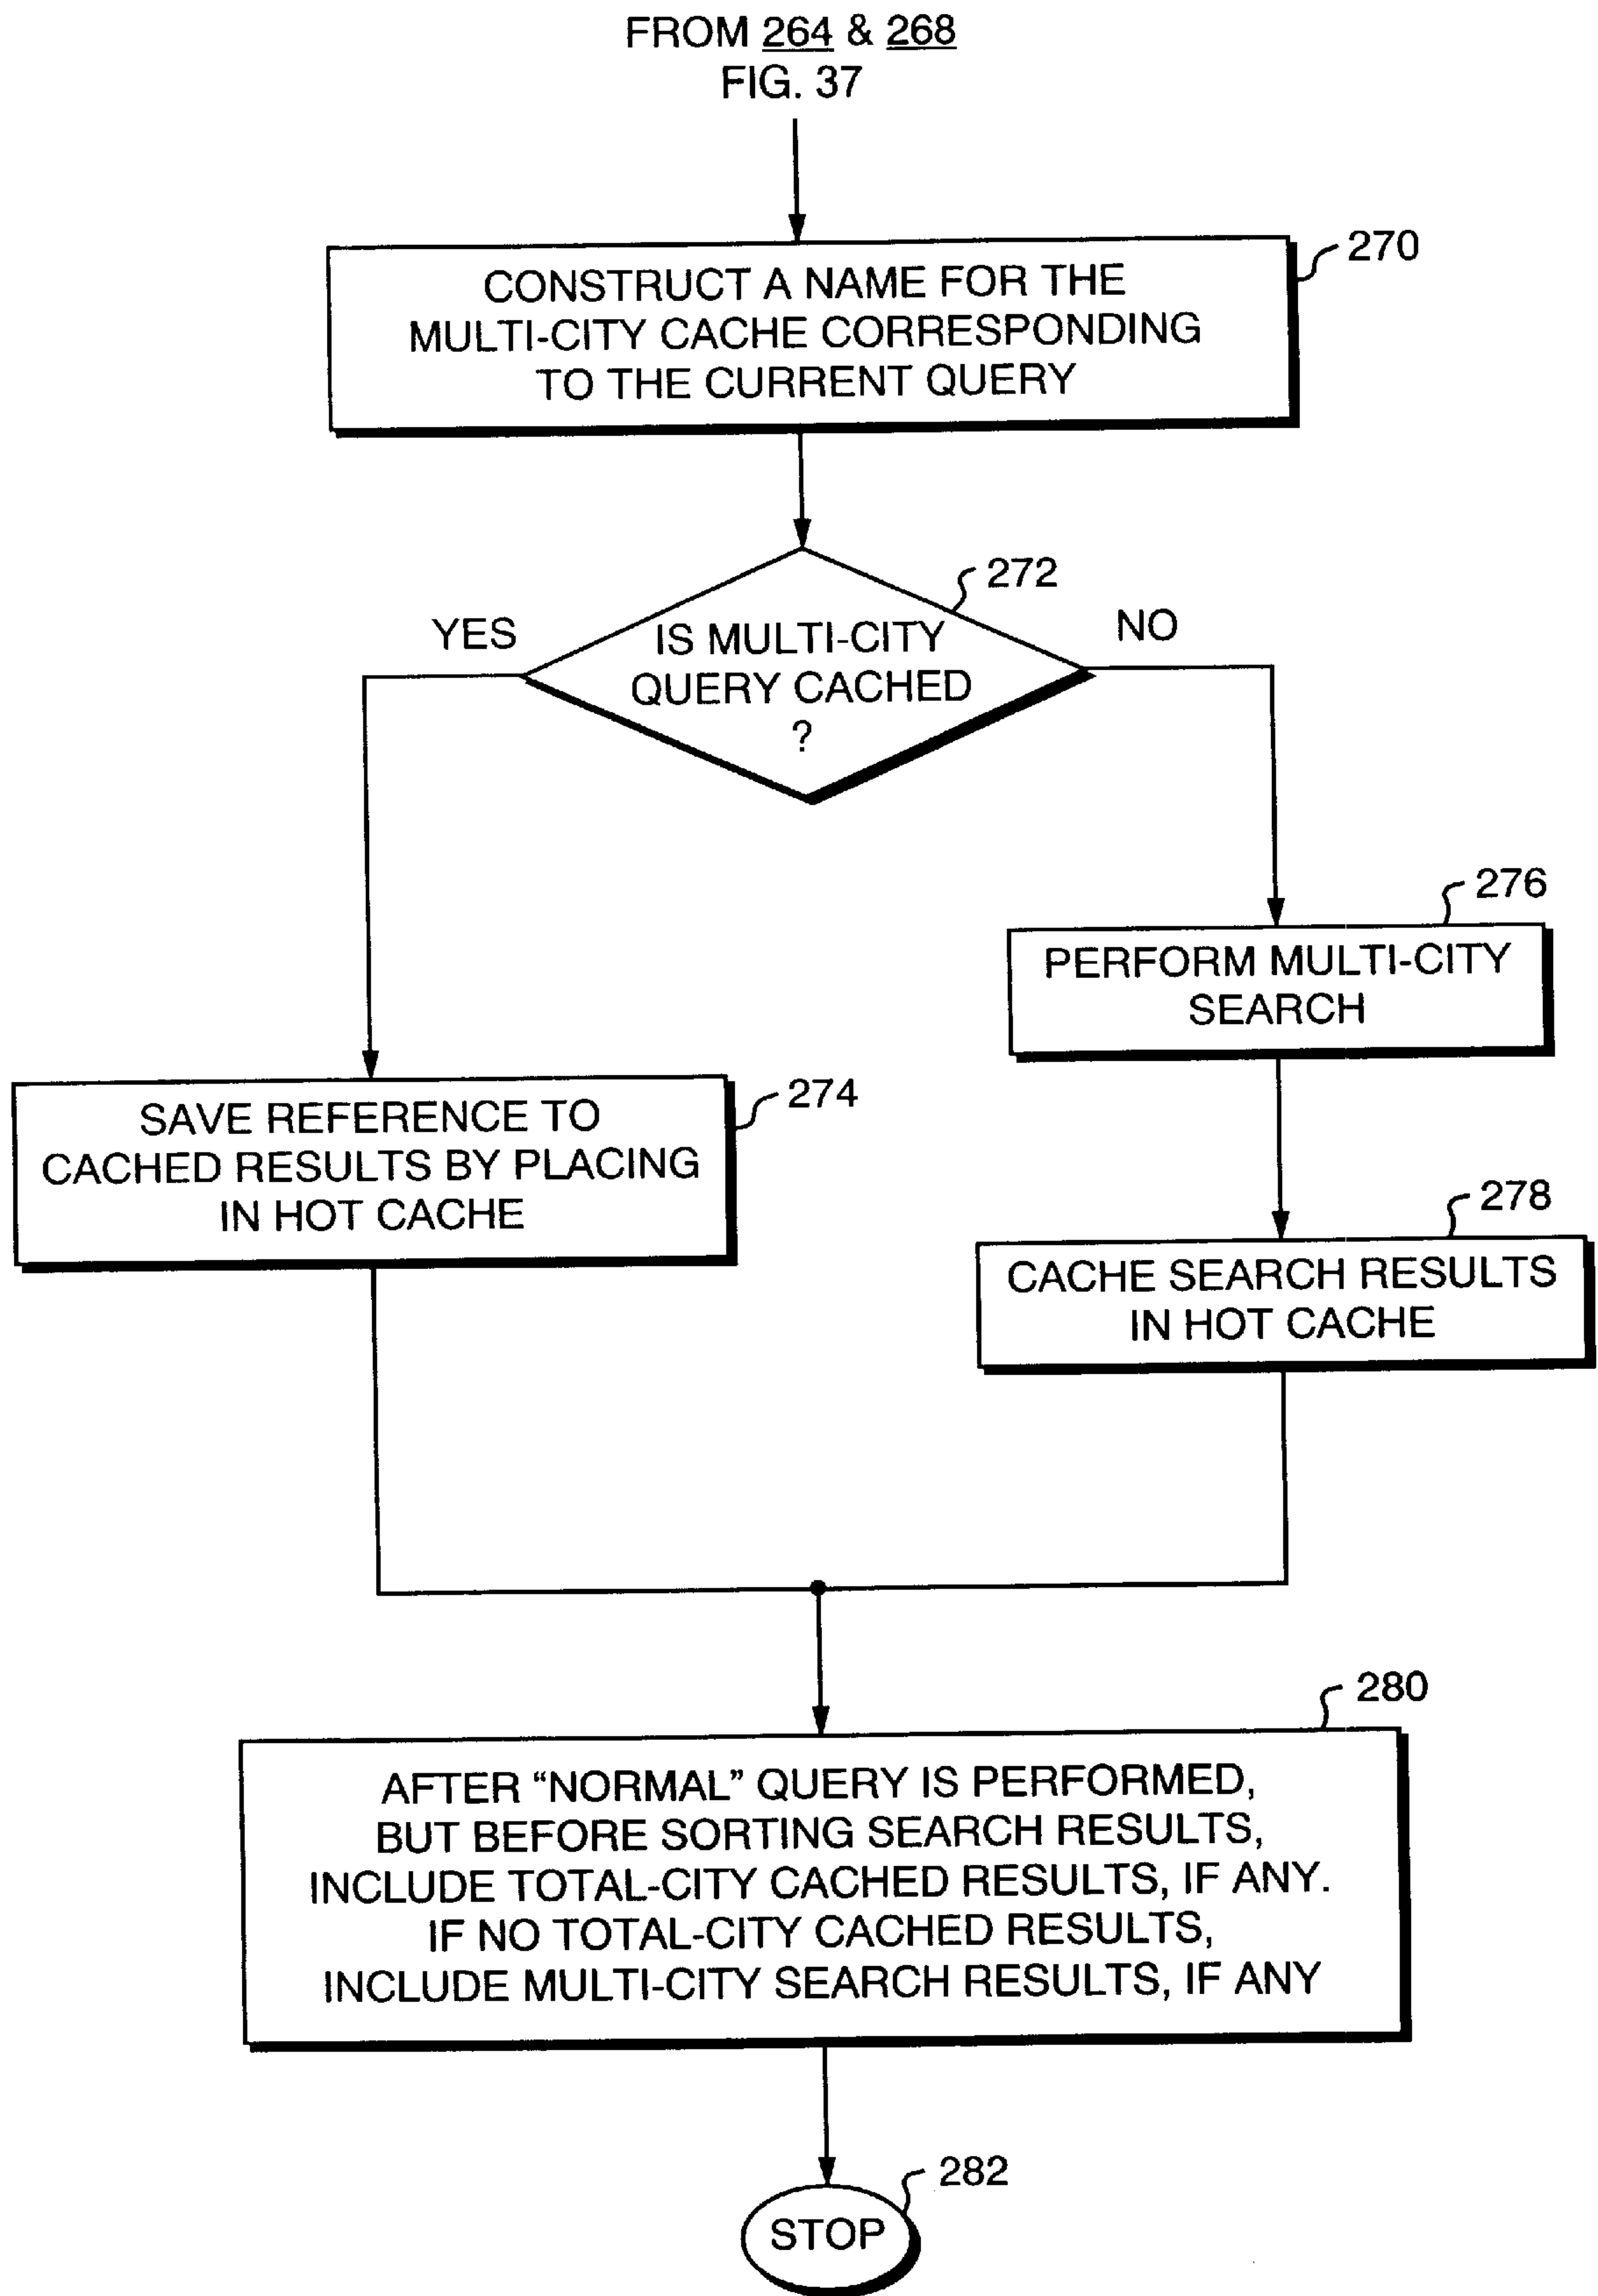 FROM 264 & 268
FIG. 37
270
CONSTRUCT A NAME FOR THE
MULTI-CITY CACHE CORRESPONDING
TO THE CURRENT QUERY
272
YES
NO
IS MULTI-CITY
QUERY CACHED
?
276
PERFORM MULTI-CITY
SEARCH
274
SAVE REFERENCE TO
CACHED RESULTS BY PLACING
IN HOT CACHE
278
CACHE SEARCH RESULTS
IN HOT CACHE
280
AFTER “NORMAL” QUERY IS PERFORMED,
BUT BEFORE SORTING SEARCH RESULTS,
INCLUDE TOTAL-CITY CACHED RESULTS, IF ANY.
IF NO TOTAL-CITY CACHED RESULTS,
INCLUDE MULTI-CITY SEARCH RESULTS, IF ANY
282
STOP